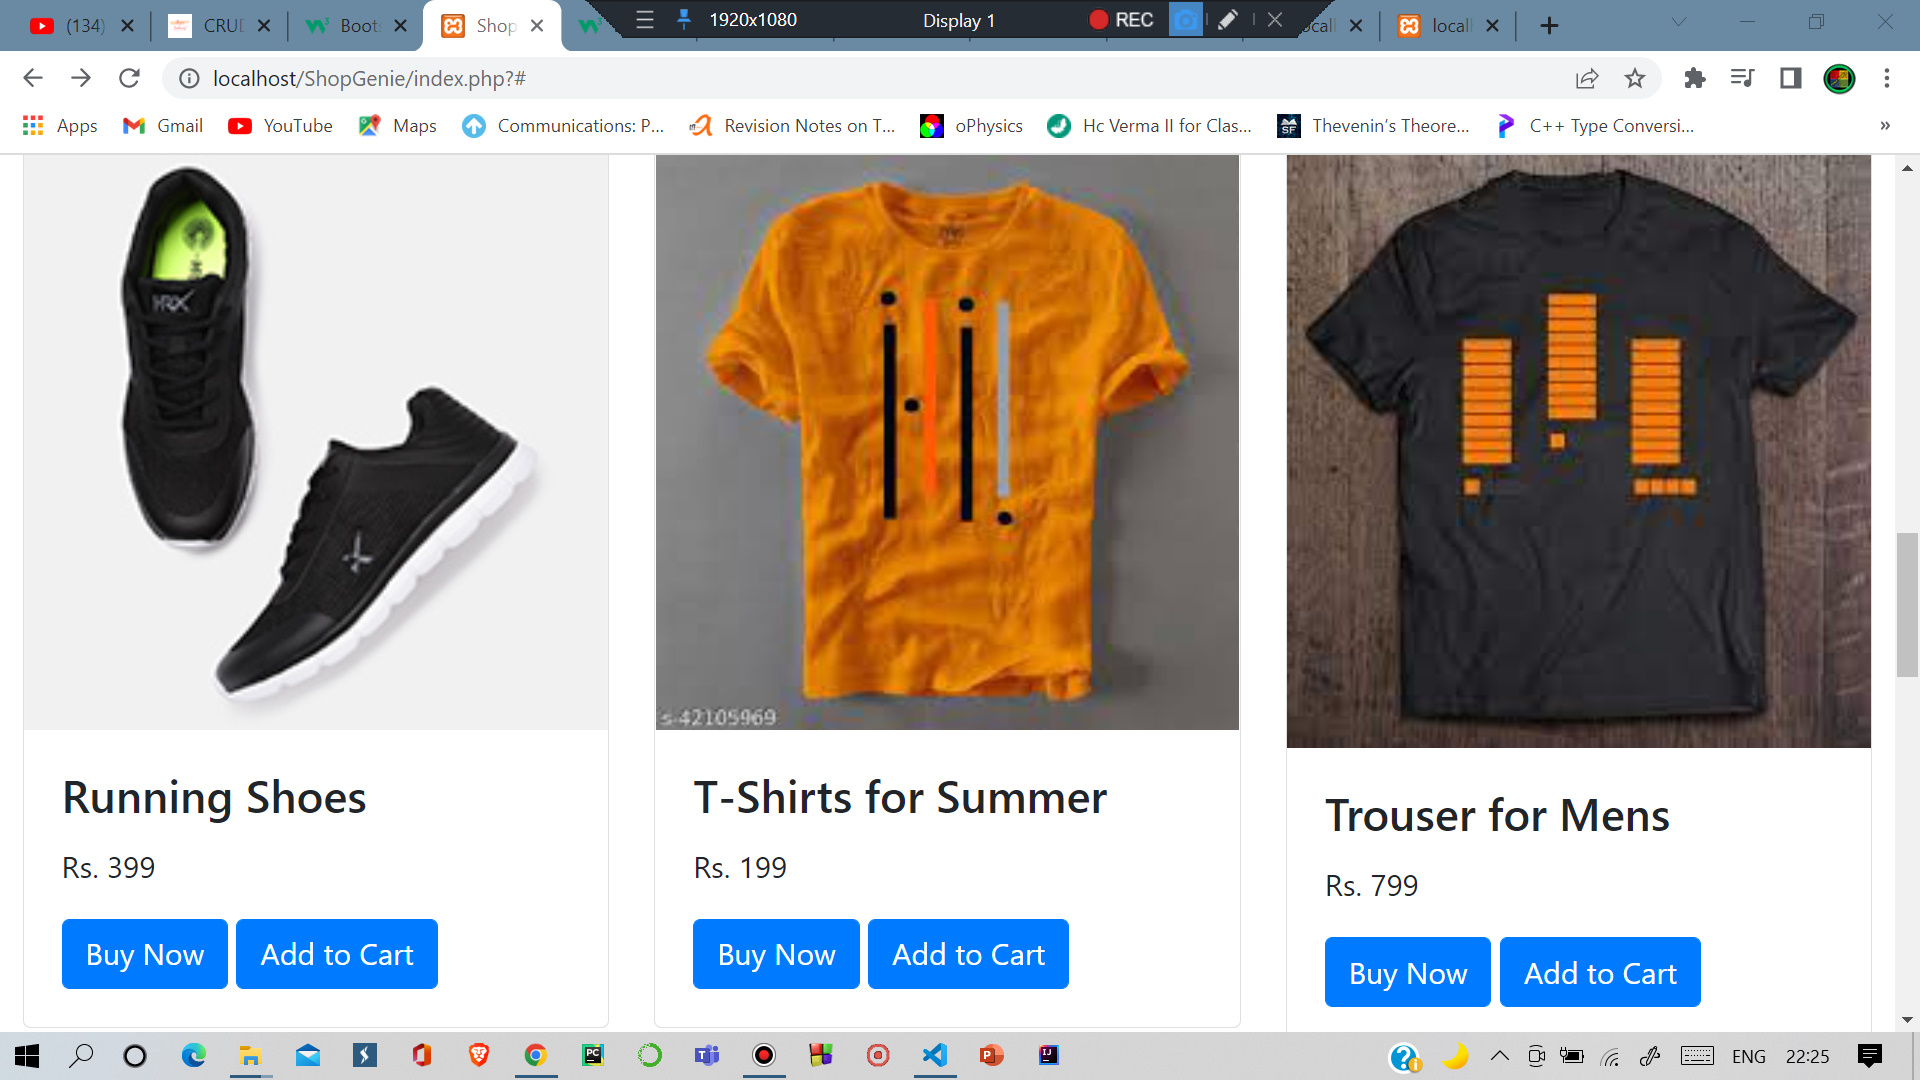 (134)
CRUD
Boot
Shop
1920x1080
Display 1
REC
ocall
local
localhost/ShopGenie/index.php?#
Apps
Gmail
YouTube
Maps
Communications: P...
Revision Notes on T...
oPhysics
Hc Verma II for Clas...
Thevenin's Theore...
C++ Type Conversi...
»
HRX
s-42105969
Running Shoes
T-Shirts for Summer
Trouser for Mens
Rs. 399
Rs. 199
Rs. 799
Buy Now
Add to Cart
Buy Now
Add to Cart
Buy Now
Add to Cart
ENG
22:25